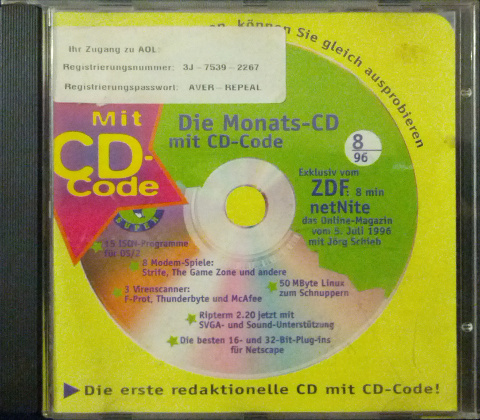 en, können Sie gleich ausprobieren
Ihr Zugang zu AOL:
Registrierungsnummer: 3J - 7539 - 2267
Registrierungspasswort: AVER - REPEAL
Mit
CD-
Code
Die Monats-CD
mit CD-Code
8
96
Exklusiv vom
ZDF: 8 min
netNite
das Online-Magazin
vom 5. Juli 1996
mit Jörg Schieb
SUPER
15 ISDN-Programme
für OS/2
8 Modem-Spiele:
Strife, The Game Zone und andere
3 Virenscanner:
F-Prot, Thunderbyte und McAfee
50 MByte Linux
zum Schnuppern
Ripterm 2.20 jetzt mit
SVGA- und Sound-Unterstützung
Die besten 16- und 32-Bit-Plug-ins
für Netscape
Die erste redaktionelle CD mit CD-Code!